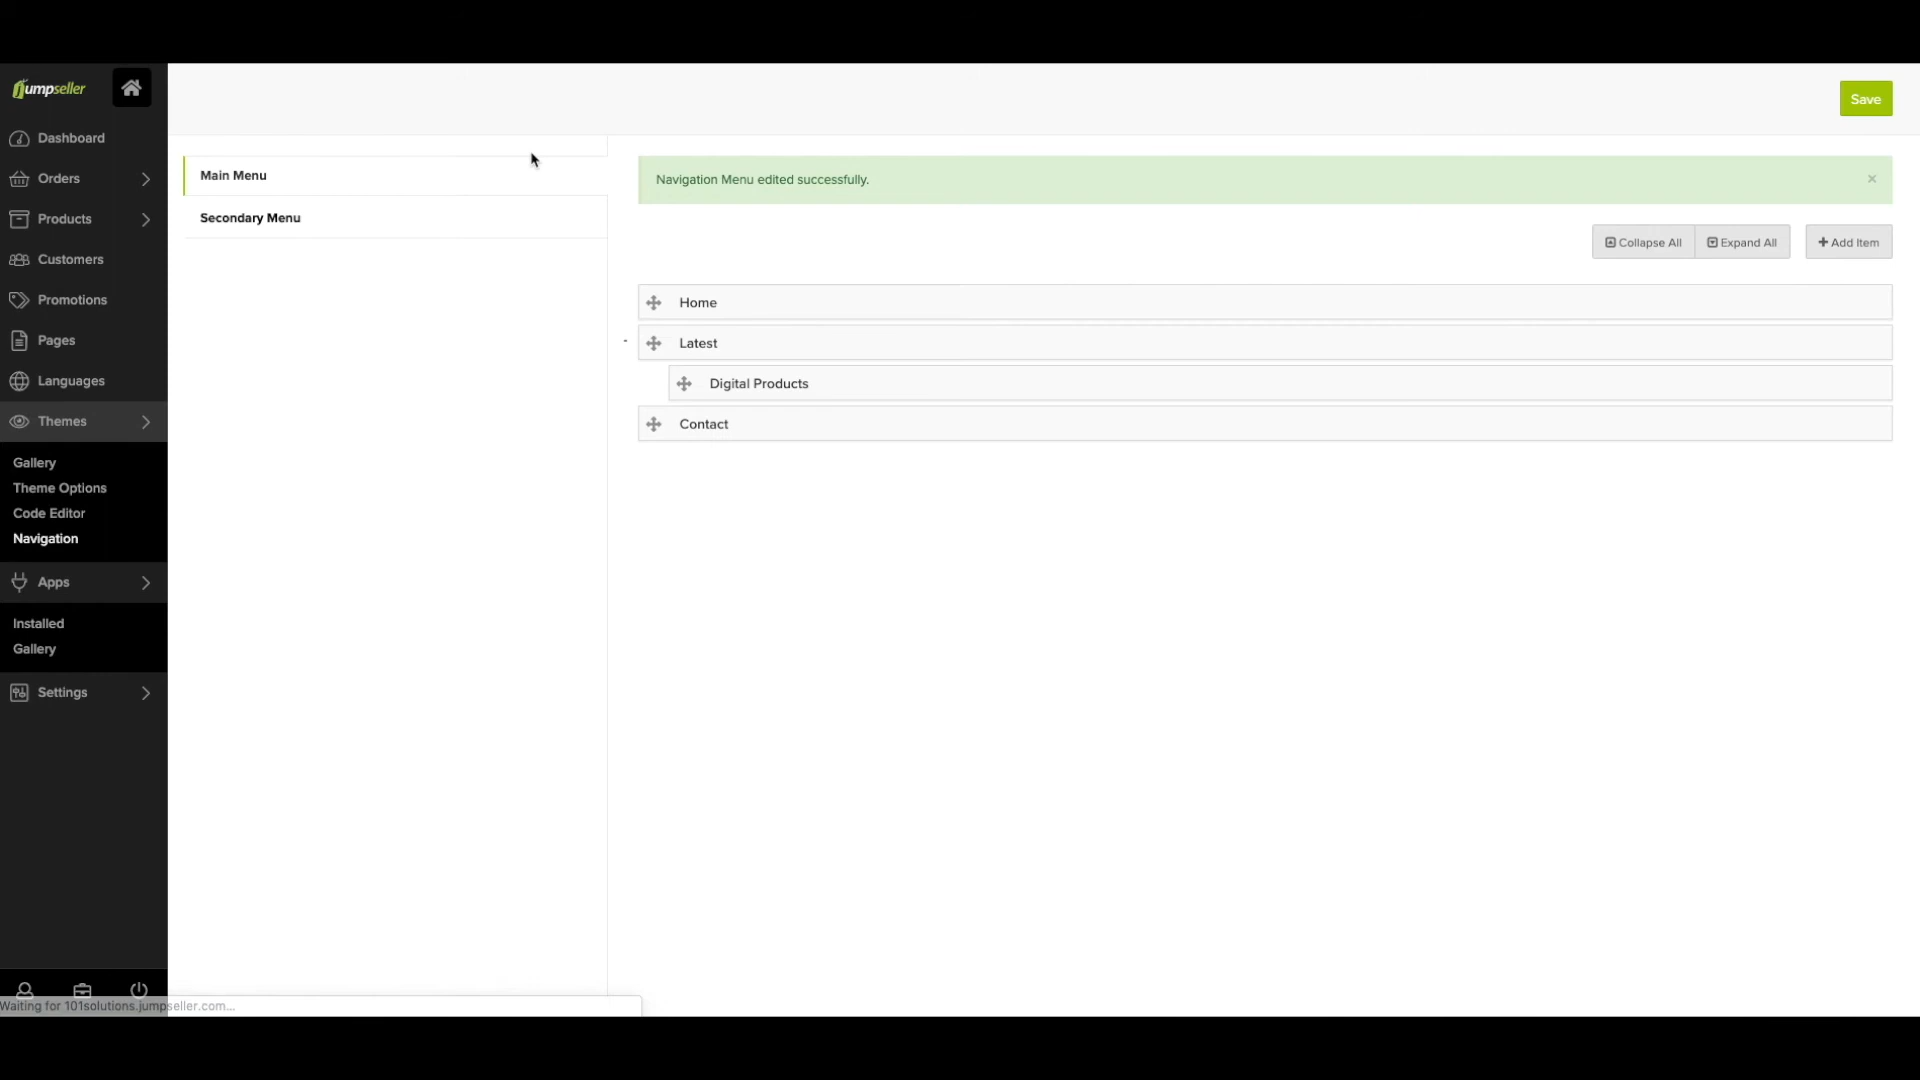 jumpseller
Save
Dashboard
Orders
Products
Customers
Promotions
Pages
Languages
Themes
Gallery
Theme Options
Code Editor
Navigation
Apps
Installed
Gallery
Settings
Main Menu
Secondary Menu
Navigation Menu edited successfully.
Collapse All
Expand All
Add Item
Home
Latest
Digital Products
Contact
Waiting for 101solutions.jumpseller.com...